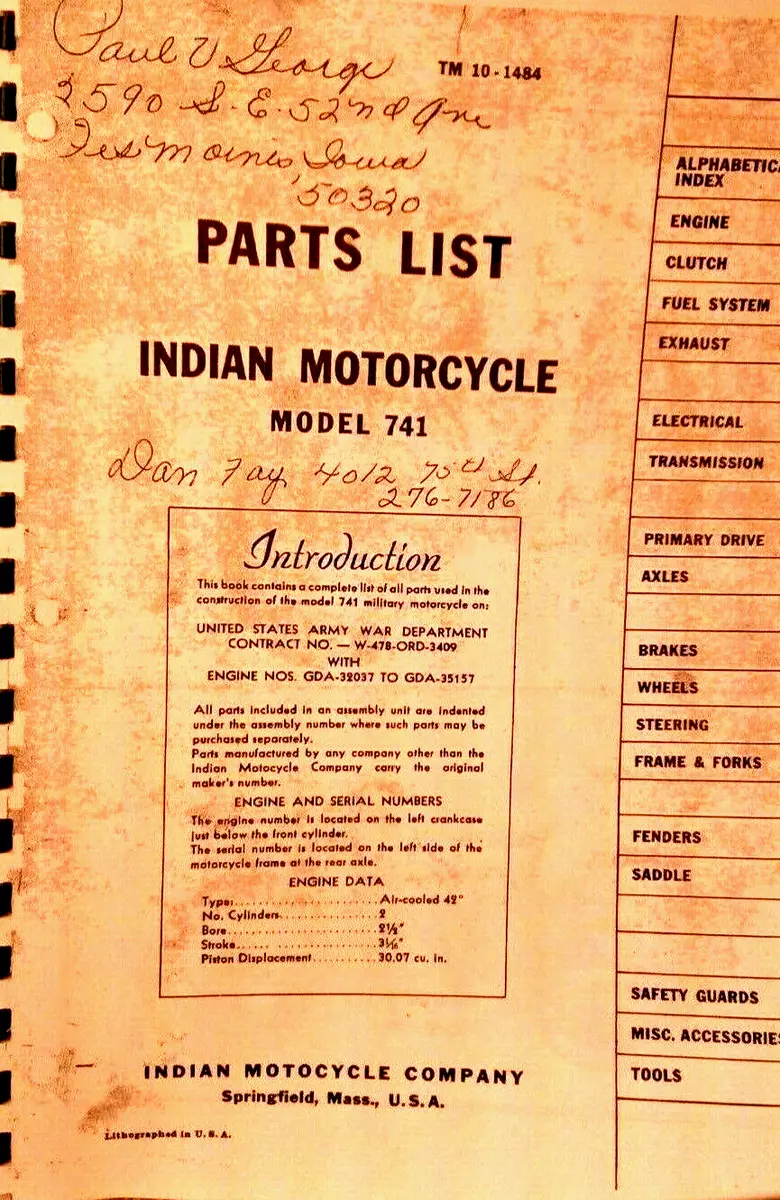 Paul V George
TM 10-1484
2590 S.E. 52nd Ave
Des Moines, Iowa
50320
PARTS LIST
INDIAN MOTORCYCLE
MODEL 741
Dan Fay 4012 75th St.
276-7186
Introduction
This book contains a complete list of all parts used in the
construction of the model 741 military motorcycle on:
UNITED STATES ARMY WAR DEPARTMENT
CONTRACT NO. — W-478-ORD-3409
WITH
ENGINE NOS. GDA-32037 TO GDA-35157
All parts included in an assembly unit are indented
under the assembly number where such parts may be
purchased separately.
Parts manufactured by any company other than the
Indian Motocycle Company carry the original
maker's number.
ENGINE AND SERIAL NUMBERS
The engine number is located on the left crankcase
just below the front cylinder.
The serial number is located on the left side of the
motorcycle frame at the rear axle.
ENGINE DATA
Type:......................Air-cooled 42°
No. Cylinders..............2
Bore.......................2½"
Stroke.....................3 1/16"
Piston Displacement...........30.07 cu. in.
INDIAN MOTOCYCLE COMPANY
Springfield, Mass., U.S.A.
Lithographed in U.S.A.
ALPHABETICA
INDEX
ENGINE
CLUTCH
FUEL SYSTEM
EXHAUST
ELECTRICAL
TRANSMISSION
PRIMARY DRIVE
AXLES
BRAKES
WHEELS
STEERING
FRAME & FORKS
FENDERS
SADDLE
SAFETY GUARDS
MISC. ACCESSORIES
TOOLS